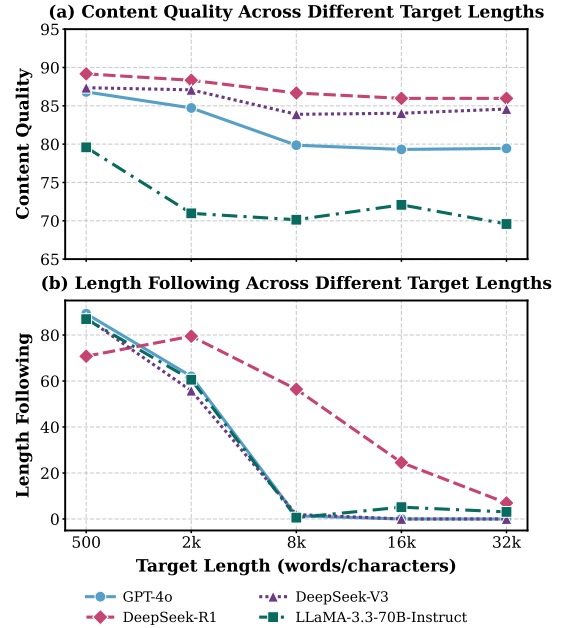 (a) Content Quality Across Different Target Lengths
95
90
85
80
75
70
65
Content Quality
(b) Length Following Across Different Target Lengths
80
60
40
20
0
Length Following
500 2k 8k 16k 32k
Target Length (words/characters)
GPT-4o DeepSeek-V3
DeepSeek-R1 LLaMA-3.3-70B-Instruct